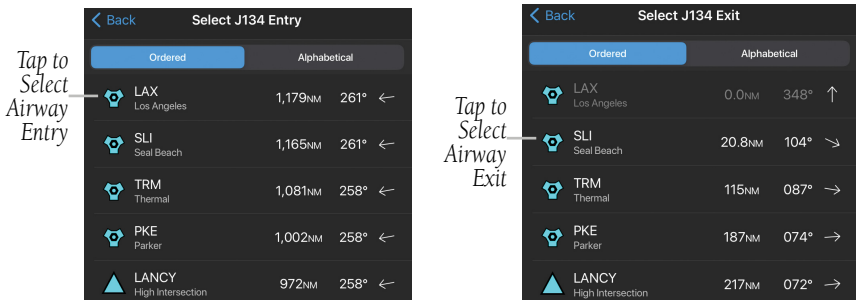 Back
Select J134 Entry
Ordered
Alphabetical
Tap to
Select
Airway
Entry
LAX
Los Angeles
1,179NM 261° ←
SLI
Seal Beach
1,165NM 261° ←
TRM
Thermal
1,081NM 258° ←
PKE
Parker
1,002NM 258° ←
LANCY
High Intersection
972NM 258° ←
Back
Select J134 Exit
Ordered
Alphabetical
Tap to
Select
Airway
Exit
LAX
Los Angeles
0.0NM 348° ↑
SLI
Seal Beach
20.8NM 104° ↘
TRM
Thermal
115NM 087° →
PKE
Parker
187NM 074° →
LANCY
High Intersection
217NM 072° →